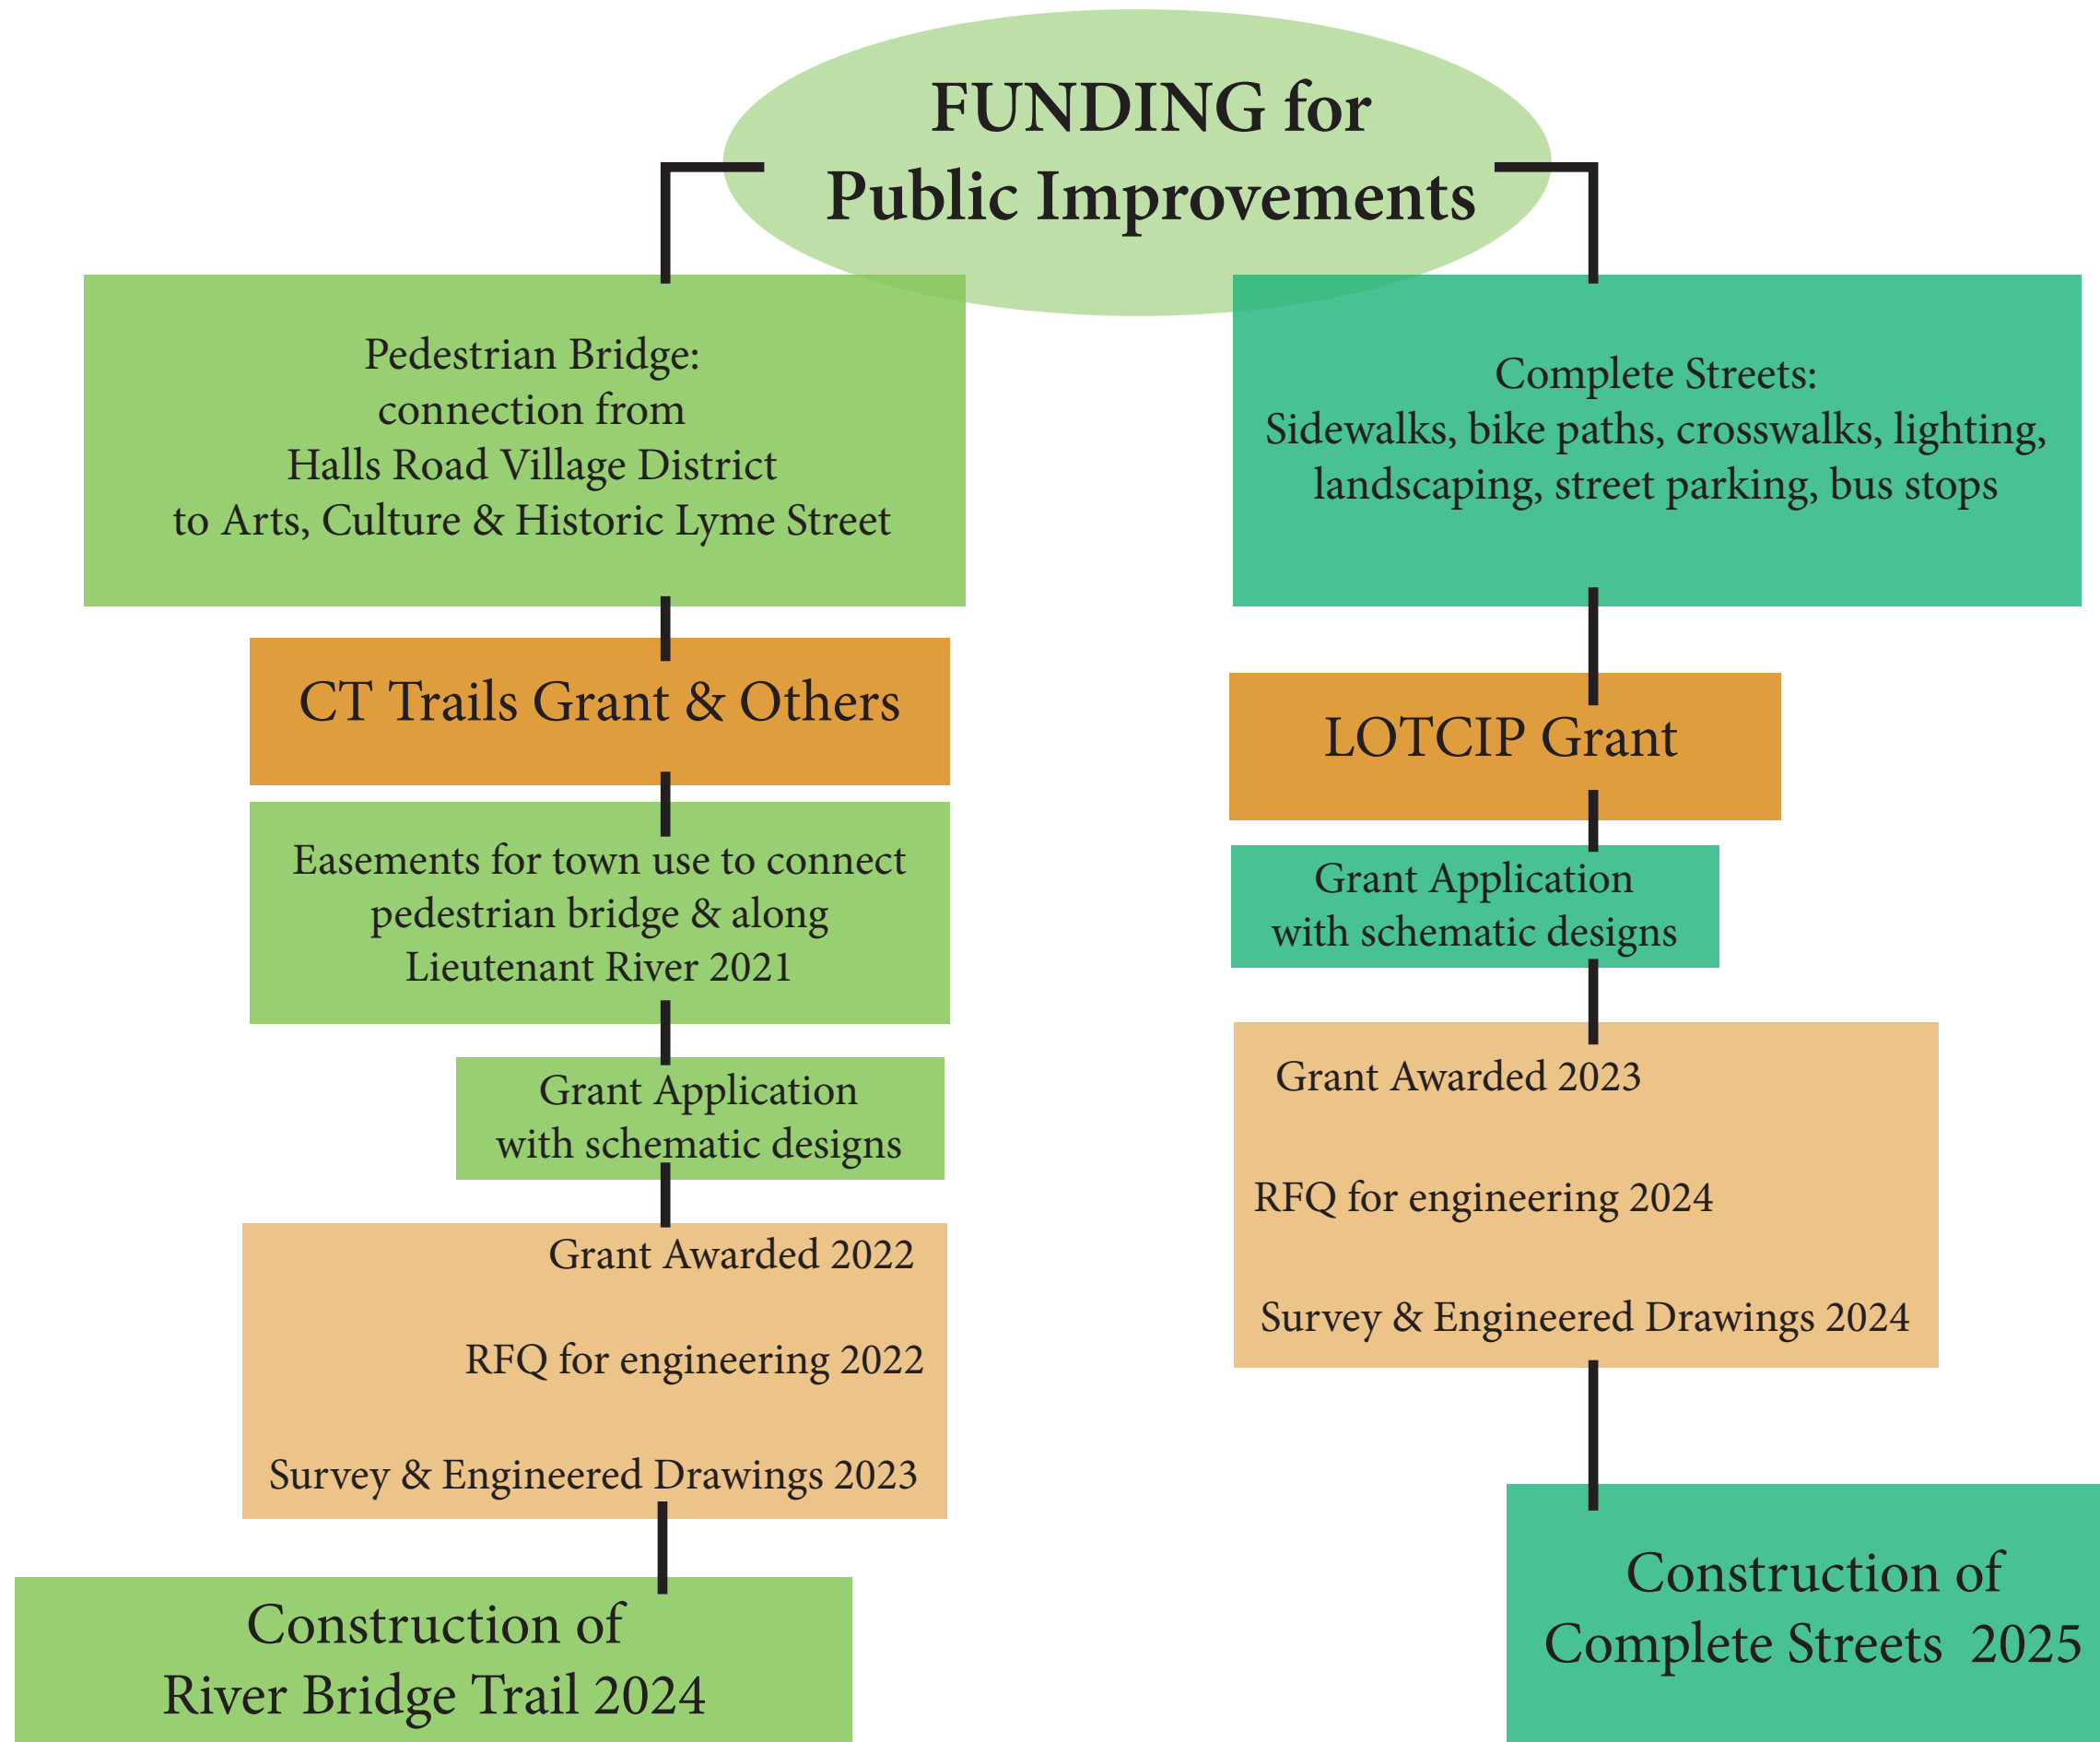 FUNDING for
Public Improvements
Pedestrian Bridge:
connection from
Halls Road Village District
to Arts, Culture & Historic Lyme Street
CT Trails Grant & Others
Easements for town use to connect
pedestrian bridge & along
Lieutenant River 2021
Grant Application
with schematic designs
Grant Awarded 2022
RFQ for engineering 2022
Survey & Engineered Drawings 2023
Construction of
River Bridge Trail 2024
Complete Streets:
Sidewalks, bike paths, crosswalks, lighting,
landscaping, street parking, bus stops
LOTCIP Grant
Grant Application
with schematic designs
Grant Awarded 2023
RFQ for engineering 2024
Survey & Engineered Drawings 2024
Construction of
Complete Streets 2025